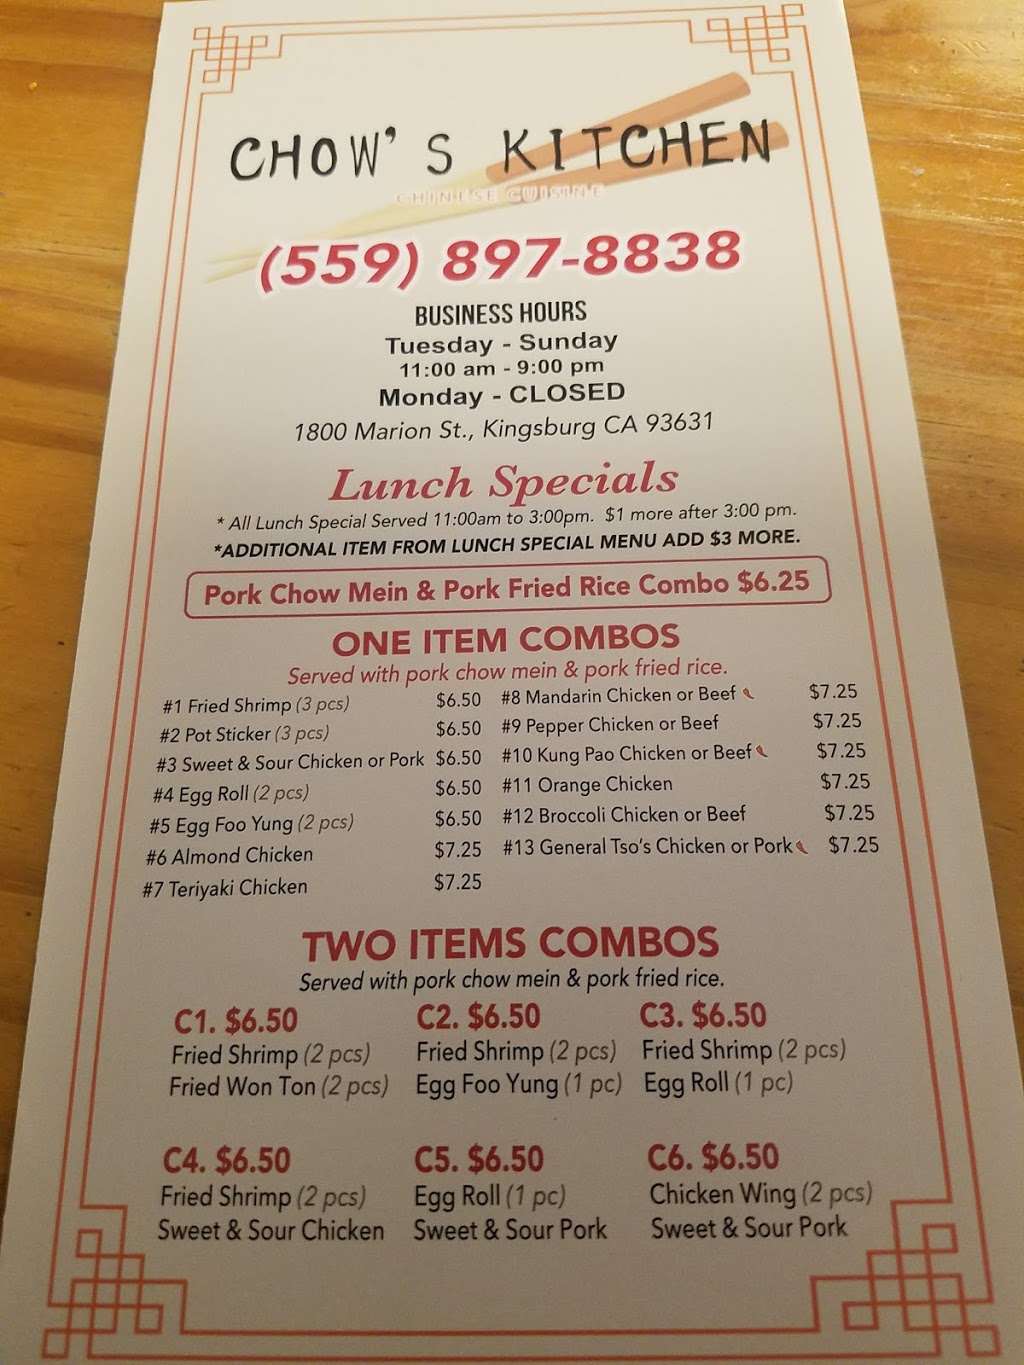 CHOW'S KITCHEN
CHINESE CUISINE
(559) 897-8838
BUSINESS HOURS
Tuesday - Sunday
11:00 am - 9:00 pm
Monday - CLOSED
1800 Marion St., Kingsburg CA 93631
Lunch Specials
* All Lunch Special Served 11:00am to 3:00pm. $1 more after 3:00 pm.
*ADDITIONAL ITEM FROM LUNCH SPECIAL MENU ADD $3 MORE.
Pork Chow Mein & Pork Fried Rice Combo $6.25
ONE ITEM COMBOS
Served with pork chow mein & pork fried rice.
#1 Fried Shrimp (3 pcs) $6.50
#2 Pot Sticker (3 pcs) $6.50
#3 Sweet & Sour Chicken or Pork $6.50
#4 Egg Roll (2 pcs) $6.50
#5 Egg Foo Yung (2 pcs) $6.50
#6 Almond Chicken $7.25
#7 Teriyaki Chicken $7.25
#8 Mandarin Chicken or Beef $7.25
#9 Pepper Chicken or Beef $7.25
#10 Kung Pao Chicken or Beef $7.25
#11 Orange Chicken $7.25
#12 Broccoli Chicken or Beef $7.25
#13 General Tso's Chicken or Pork $7.25
TWO ITEMS COMBOS
Served with pork chow mein & pork fried rice.
C1. $6.50
Fried Shrimp (2 pcs)
Fried Won Ton (2 pcs)
C2. $6.50
Fried Shrimp (2 pcs)
Egg Foo Yung (1 pc)
C3. $6.50
Fried Shrimp (2 pcs)
Egg Roll (1 pc)
C4. $6.50
Fried Shrimp (2 pcs)
Sweet & Sour Chicken
C5. $6.50
Egg Roll (1 pc)
Sweet & Sour Pork
C6. $6.50
Chicken Wing (2 pcs)
Sweet & Sour Pork